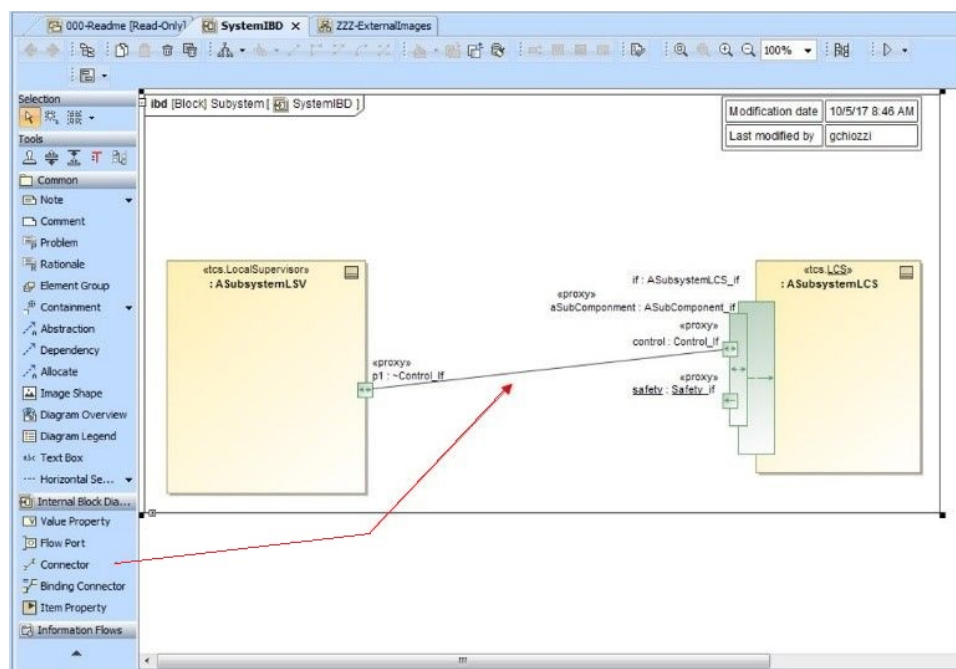 000-Readme [Read-Only]
SystemIBD
ZZZ-ExternalImages
100%
Selection
Tools
Common
Note
Comment
Problem
Rationale
Element Group
Containment
Abstraction
Dependency
Allocate
Image Shape
Diagram Overview
Diagram Legend
Text Box
Horizontal Se...
Internal Block Dia...
Value Property
Flow Port
Connector
Binding Connector
Item Property
Information Flows
ibd [Block] Subystem [ SystemIBD ]
Modification date 10/5/17 8:46 AM
Last modified by gchiozzi
«tcs.LocalSupervisor»
: ASubsystemLSV
«proxy»
p1 : ~Control_If
if : ASubsystemLCS_if
«proxy»
aSubComponment : ASubComponent_if
«proxy»
control : Control_If
«proxy»
safety : Safety_if
«tcs.LCS»
: ASubsystemLCS